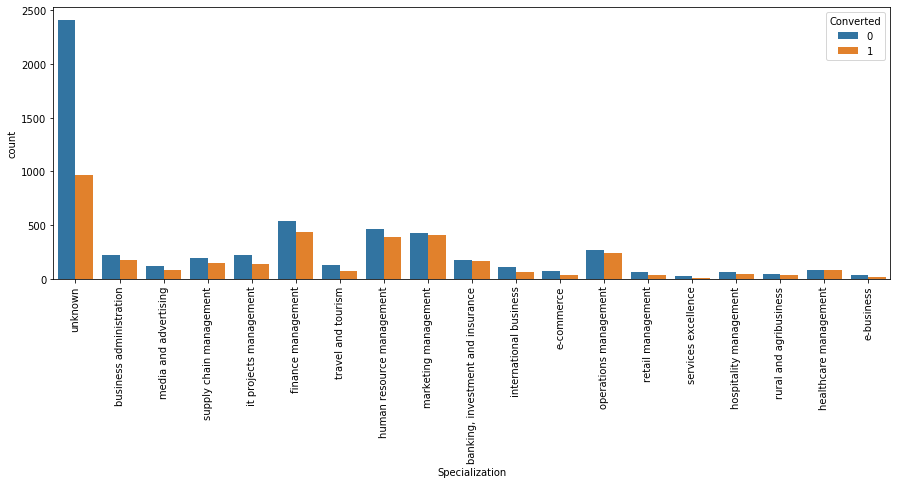 2500
2000
1500
1000
500
0
count
Converted
0
1
unknown
business administration
media and advertising
supply chain management
it projects management
finance management
travel and tourism
human resource management
marketing management
banking, investment and insurance
international business
e-commerce
operations management
retail management
services excellence
hospitality management
rural and agribusiness
healthcare management
e-business
Specialization